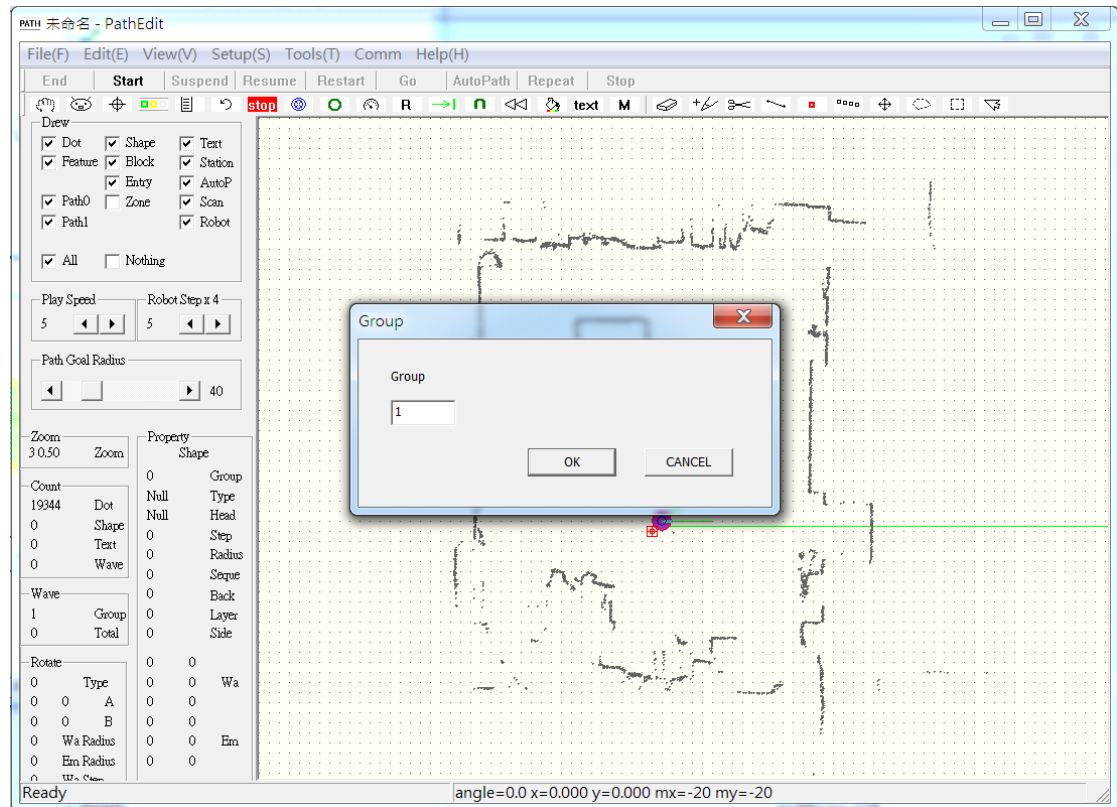 PATH 未命名 - PathEdit
File(F) Edit(E) View(V) Setup(S) Tools(T) Comm Help(H)
End Start Suspend Resume Restart Go AutoPath Repeat Stop
stop R text M
Drew
Dot Shape Text
Feature Block Station
Entry AutoP
Path0 Zone Scan
Path1 Robot
All Nothing
Play Speed
5
Robot Step x 4
5
Path Goal Radius
40
Zoom
3 0.50 Zoom
Count
19344 Dot
0 Shape
0 Text
0 Wave
Wave
1 Group
0 Total
Rotate
0 Type
0 0 A
0 0 B
0 Wa Radius
0 Em Radius
0 Wa Step
Property
Shape
0 Group
Null Type
Null Head
0 Step
0 Radius
0 Seque
0 Back
0 Layer
0 Side
0 0
0 0 Wa
0 0
0 0
0 0 Em
0 0
Group
Group
1
OK CANCEL
Ready
angle=0.0 x=0.000 y=0.000 mx=-20 my=-20